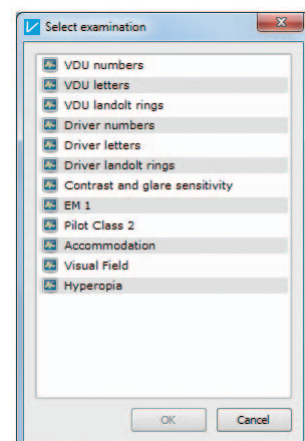 Select examination
VDU numbers
VDU letters
VDU landolt rings
Driver numbers
Driver letters
Driver landolt rings
Contrast and glare sensitivity
EM 1
Pilot Class 2
Accommodation
Visual Field
Hyperopia
OK Cancel